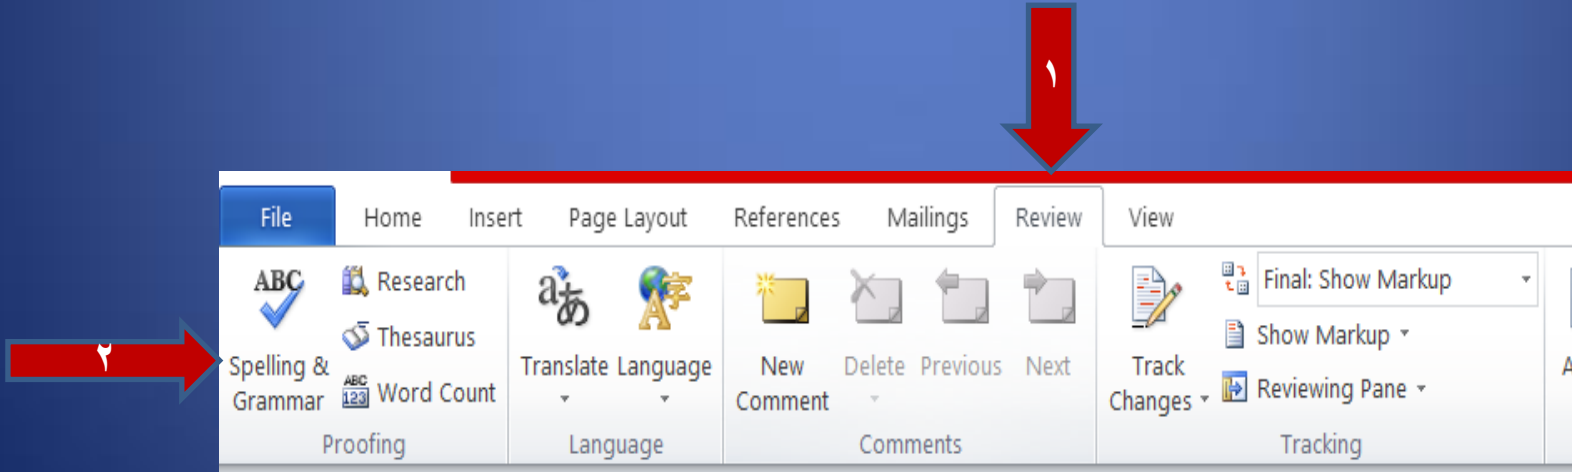 ١
File Home Insert Page Layout References Mailings Review View
ABC Research Final: Show Markup
Thesaurus Show Markup
٢
Spelling & Translate Language New Delete Previous Next Track
Grammar ABC 123 Word Count Comment Changes Reviewing Pane
Proofing Language Comments Tracking